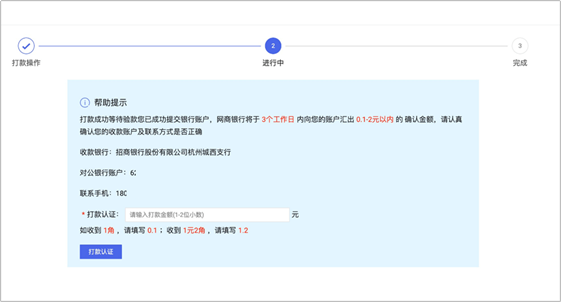 2
3
打款操作
进行中
完成
帮助提示
打款成功等待验款您已成功提交银行账户，网商银行将于 3个工作日 内向您的账户汇出 0.1-2元以内 的 确认金额，请认真
确认您的收款账户及联系方式是否正确
收款银行：招商银行股份有限公司杭州城西支行
对公银行账户：62
联系手机：180
* 打款认证： 请输入打款金额(1-2位小数) 元
如收到 1角 ，请填写 0.1 ；收到 1元2角 ，请填写 1.2
打款认证